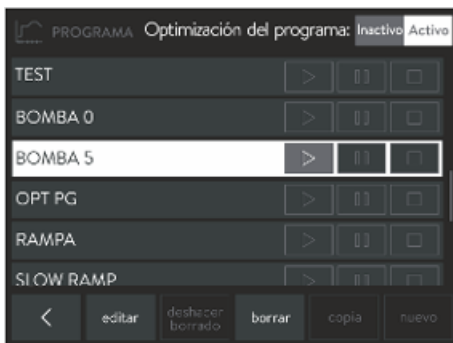 PROGRAMA Optimización del programa: Inactivo Activo
TEST
BOMBA 0
BOMBA 5
OPT PG
RAMPA
SLOW RAMP
editar deshacer borrado borrar copia nuevo